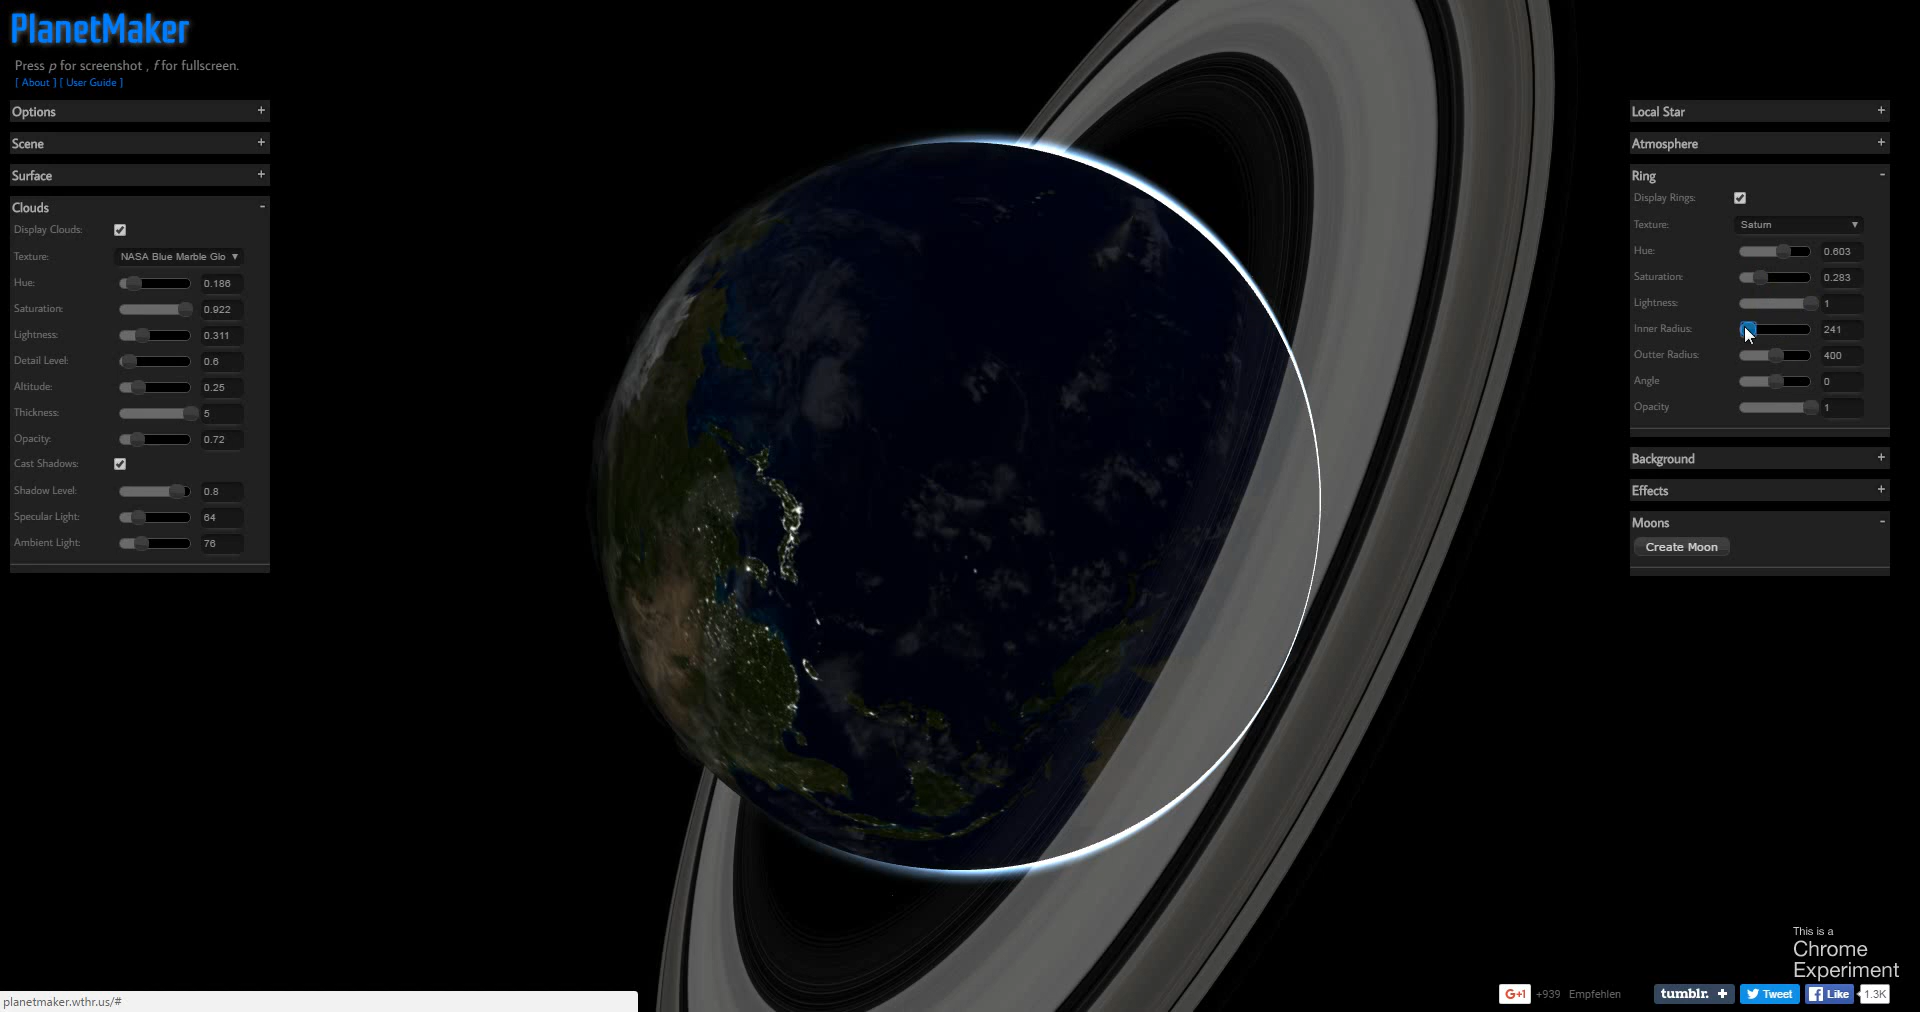 PlanetMaker
Press p for screenshot , f for fullscreen.
[ About ] [ User Guide ]
Options +
Scene +
Surface +
Clouds -
Display Clouds:
Texture: NASA Blue Marble Glo
Hue: 0.186
Saturation: 0.922
Lightness: 0.311
Detail Level: 0.6
Altitude: 0.25
Thickness: 5
Opacity: 0.72
Cast Shadows:
Shadow Level: 0.8
Specular Light: 64
Ambient Light: 76
Local Star +
Atmosphere +
Ring -
Display Rings:
Texture: Saturn
Hue: 0.603
Saturation: 0.283
Lightness: 1
Inner Radius: 241
Outter Radius: 400
Angle 0
Opacity 1
Background +
Effects +
Moons -
Create Moon
This is a
Chrome
Experiment
G+1 +939 Empfehlen tumblr. + Tweet Like 1.3K
planetmaker.wthr.us/#